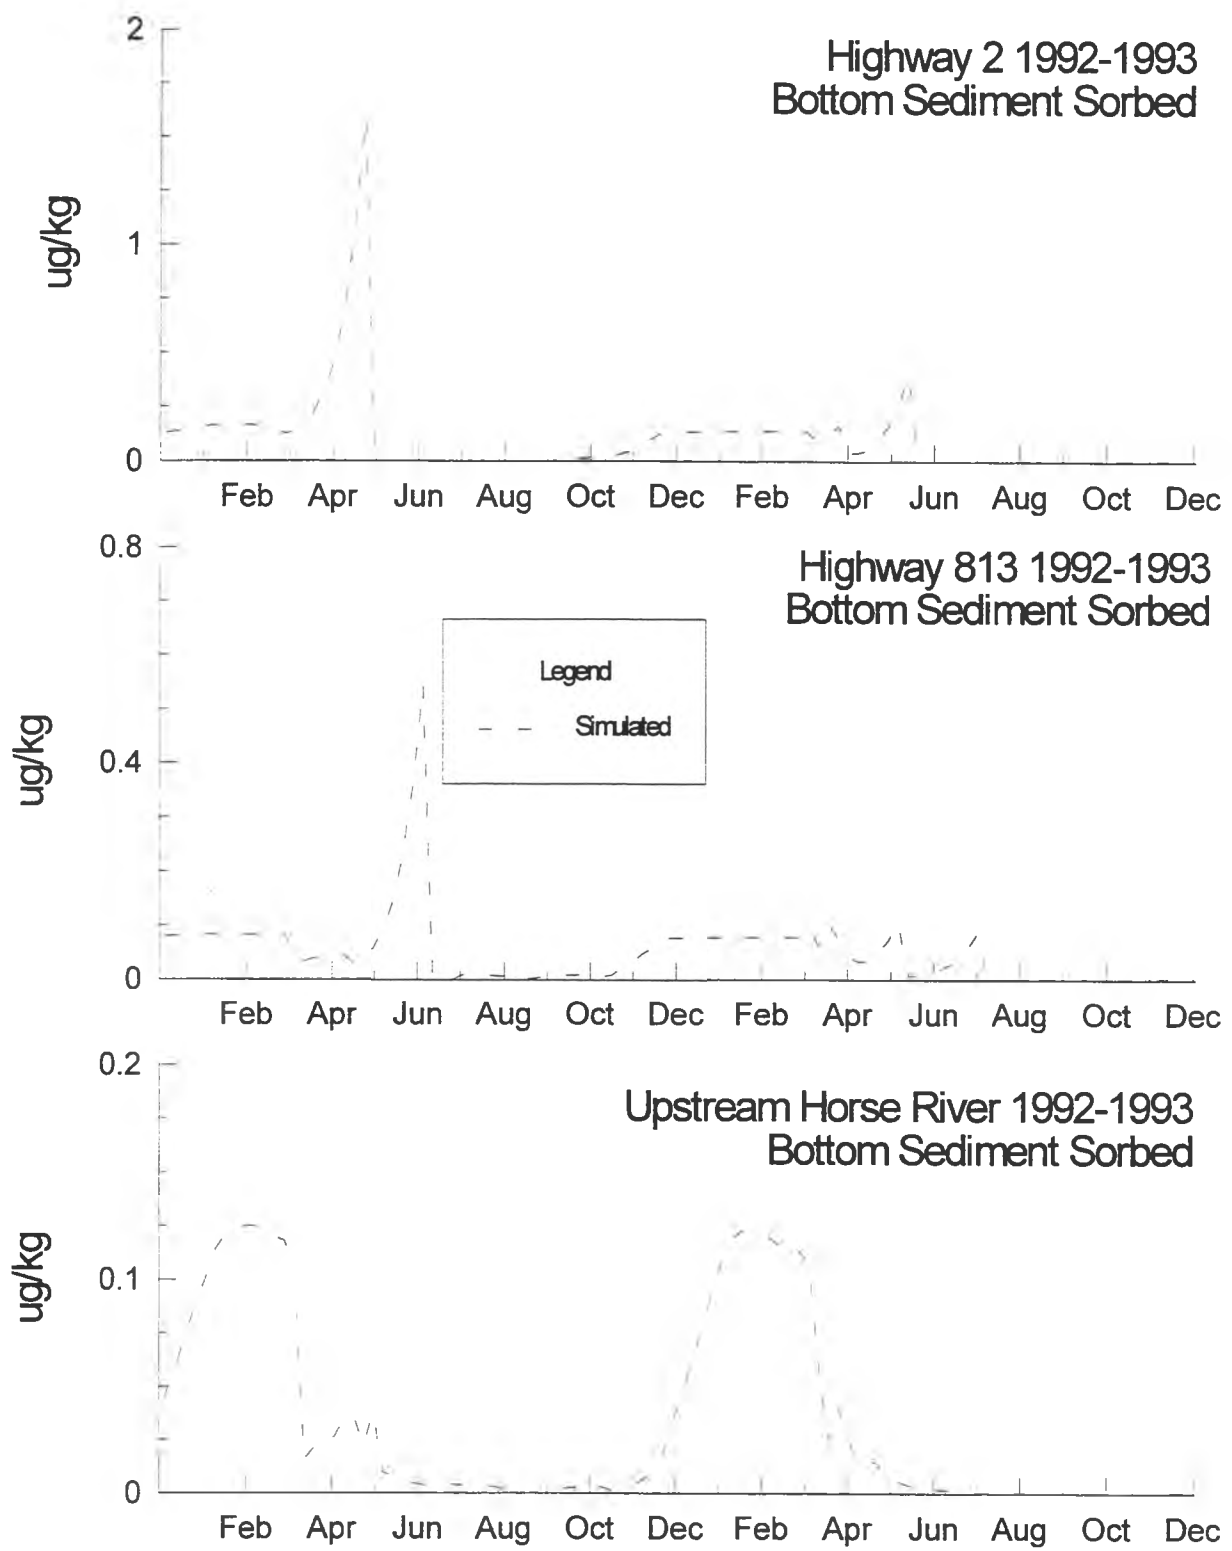 2
Highway 2 1992-1993
Bottom Sediment Sorbed
ug/kg
1
0
Feb Apr Jun Aug Oct Dec Feb Apr Jun Aug Oct Dec
0.8
Highway 813 1992-1993
Bottom Sediment Sorbed
Legend
Simulated
ug/kg
0.4
0
Feb Apr Jun Aug Oct Dec Feb Apr Jun Aug Oct Dec
0.2
Upstream Horse River 1992-1993
Bottom Sediment Sorbed
ug/kg
0.1
0
Feb Apr Jun Aug Oct Dec Feb Apr Jun Aug Oct Dec